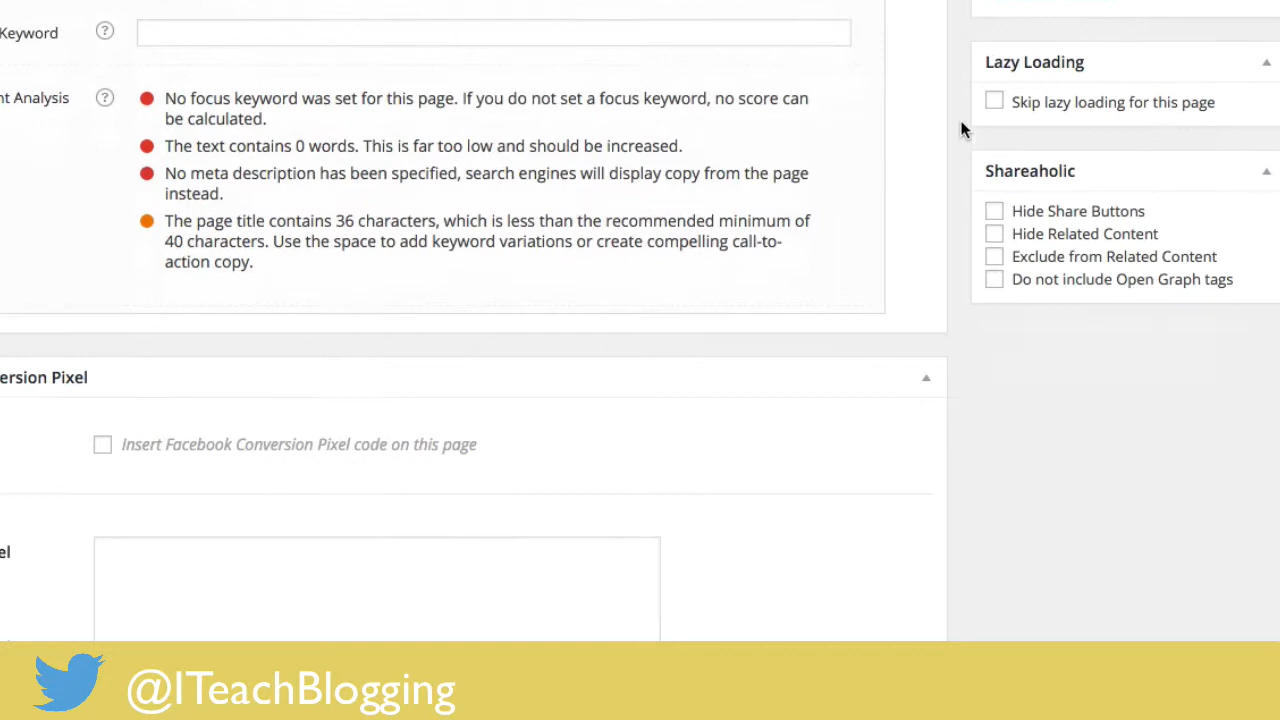 Keyword
?
nt Analysis
?
No focus keyword was set for this page. If you do not set a focus keyword, no score can
be calculated.
The text contains 0 words. This is far too low and should be increased.
No meta description has been specified, search engines will display copy from the page
instead.
The page title contains 36 characters, which is less than the recommended minimum of
40 characters. Use the space to add keyword variations or create compelling call-to-
action copy.
Lazy Loading
Skip lazy loading for this page
Shareaholic
Hide Share Buttons
Hide Related Content
Exclude from Related Content
Do not include Open Graph tags
ersion Pixel
Insert Facebook Conversion Pixel code on this page
el
@ITeachBlogging